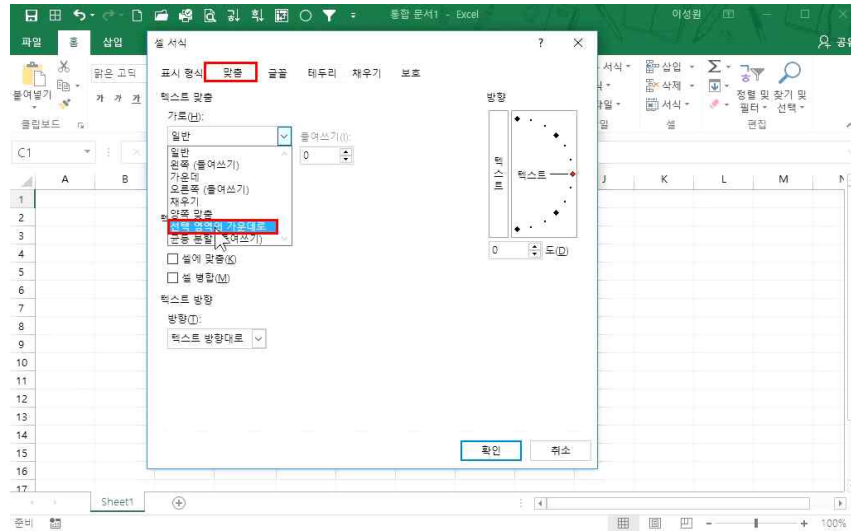 통합 문서1 - Excel
이성원
파일
홈
삽입
공유
붙여넣기
클립보드
맑은 고딕
가 가 가
서식
삽입
삭제
서식
셀
정렬 및 필터
찾기 및 선택
편집
C1
A B J K L M N
1
2
3
4
5
6
7
8
9
10
11
12
13
14
15
16
17
셀 서식
? ×
표시 형식 맞춤 글꼴 테두리 채우기 보호
텍스트 맞춤
가로(H):
일반
들여쓰기(I):
0
일반
왼쪽 (들여쓰기)
가운데
오른쪽 (들여쓰기)
채우기
양쪽 맞춤
선택 영역의 가운데로
균등 분할 (들여쓰기)
셀에 맞춤(K)
셀 병합(M)
텍스트 방향
방향(T):
텍스트 방향대로
방향
텍스트
텍스트
0 도(D)
확인 취소
Sheet1
준비
100%